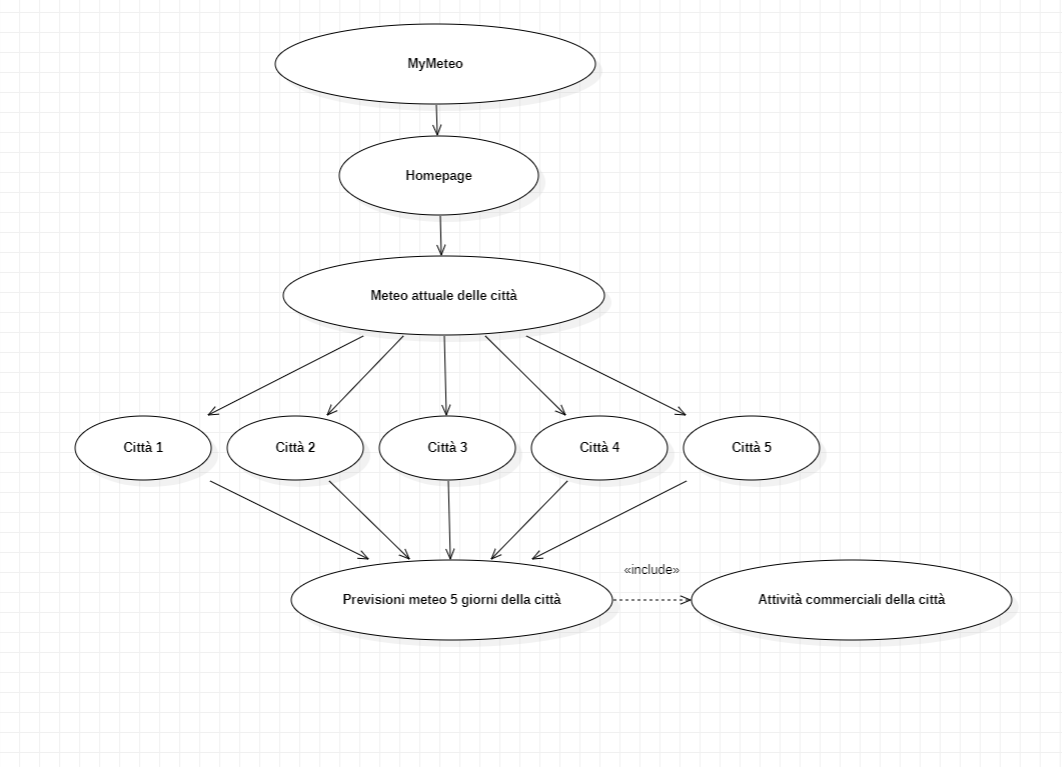 MyMeteo
Homepage
Meteo attuale delle città
Città 1
Città 2
Città 3
Città 4
Città 5
«include»
Previsioni meteo 5 giorni della città
Attività commerciali della città